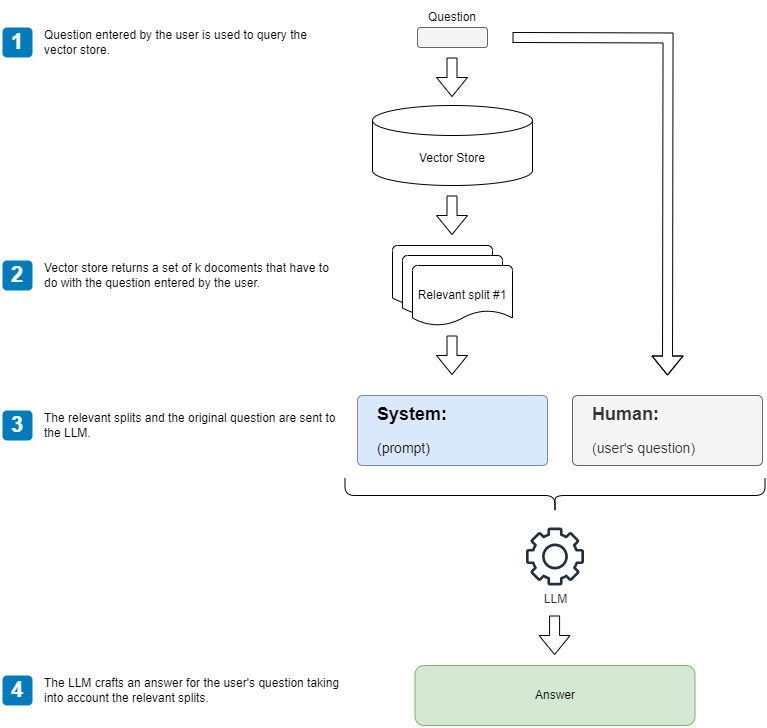 Question
1
Question entered by the user is used to query the
vector store.
Vector Store
2
Vector store returns a set of k docoments that have to
do with the question entered by the user.
Relevant split #1
3
The relevant splits and the original question are sent to
the LLM.
System:
(prompt)
Human:
(user's question)
LLM
4
The LLM crafts an answer for the user's question taking
into account the relevant splits.
Answer